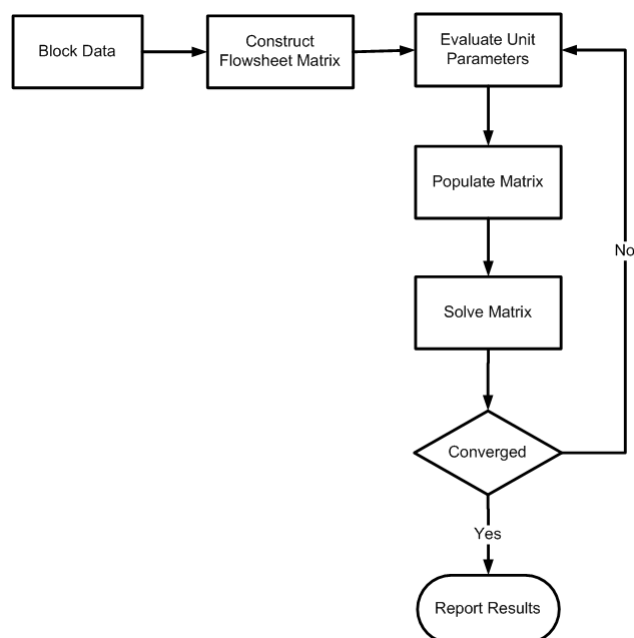 Block Data
Construct
Flowsheet Matrix
Evaluate Unit
Parameters
Populate Matrix
Solve Matrix
No
Converged
Yes
Report Results